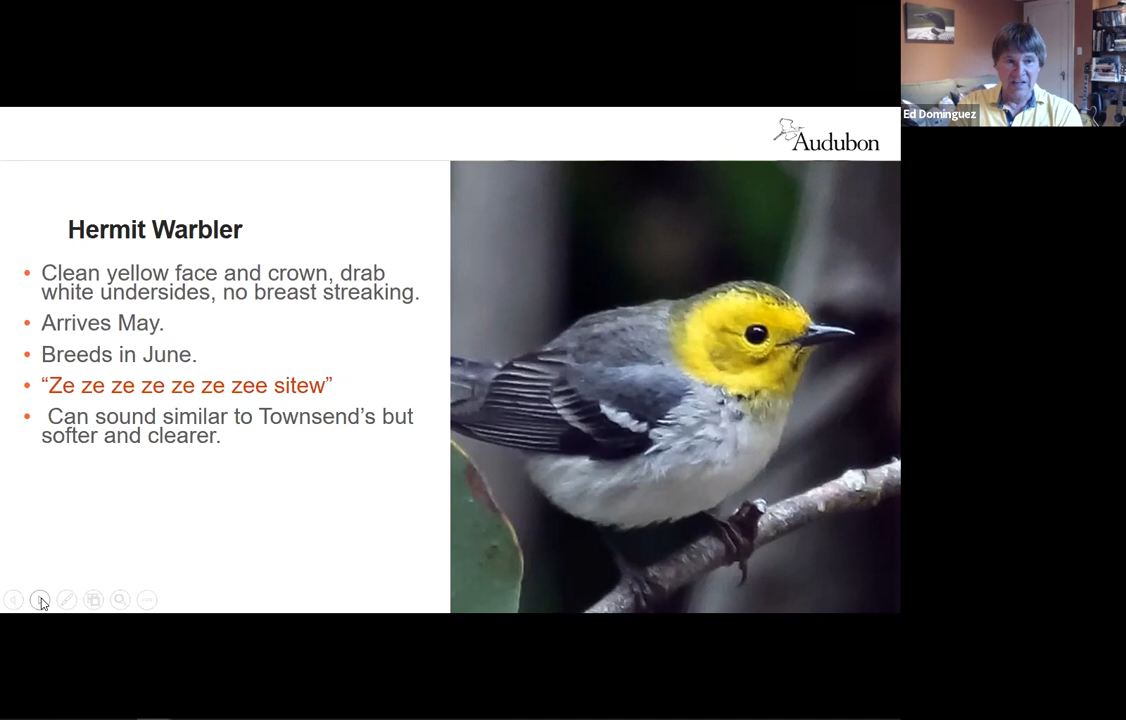 Ed Dominguez
Audubon
Hermit Warbler
• Clean yellow face and crown, drab
white undersides, no breast streaking.
• Arrives May.
• Breeds in June.
• “Ze ze ze ze ze ze zee sitew”
• Can sound similar to Townsend’s but
softer and clearer.